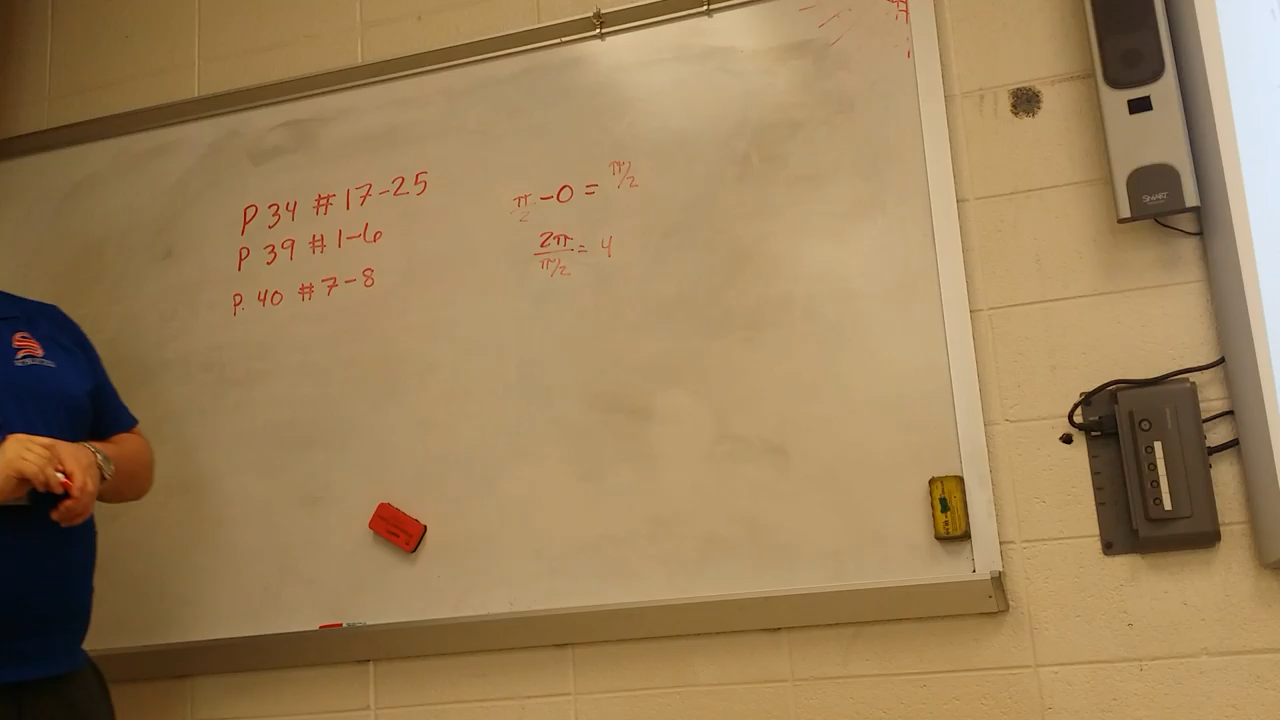 P 34 # 17-25
P 39 # 1-6
P. 40 # 7-8
π/2 - 0 = π/2
2π/π/2 = 4
SMART